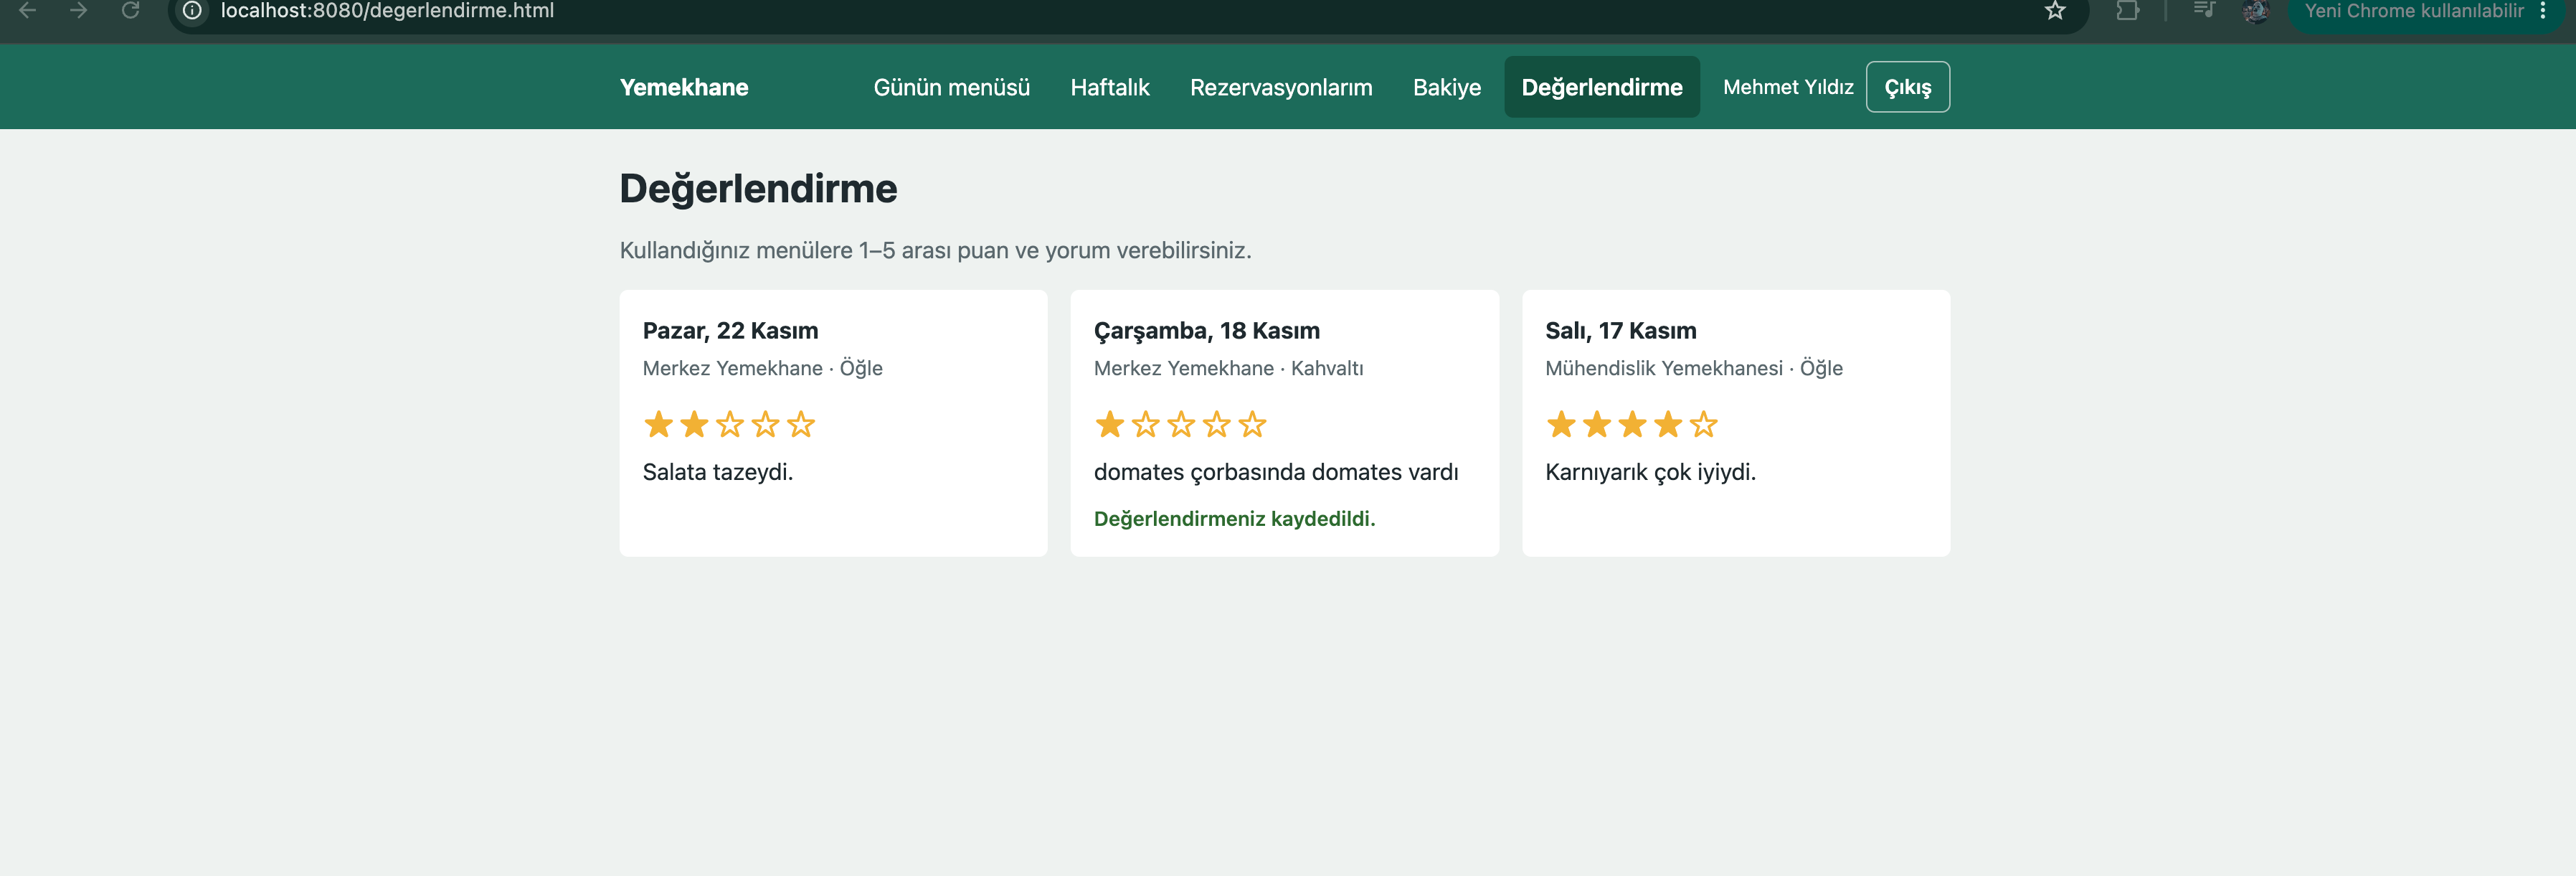 localhost:8080/degerlendirme.html
Yeni Chrome kullanılabilir
Yemekhane
Günün menüsü
Haftalık
Rezervasyonlarım
Bakiye
Değerlendirme
Mehmet Yıldız
Çıkış
Değerlendirme
Kullandığınız menülere 1–5 arası puan ve yorum verebilirsiniz.
Pazar, 22 Kasım
Merkez Yemekhane · Öğle
Salata tazeydi.
Çarşamba, 18 Kasım
Merkez Yemekhane · Kahvaltı
domates çorbasında domates vardı
Değerlendirmeniz kaydedildi.
Salı, 17 Kasım
Mühendislik Yemekhanesi · Öğle
Karnıyarık çok iyiydi.